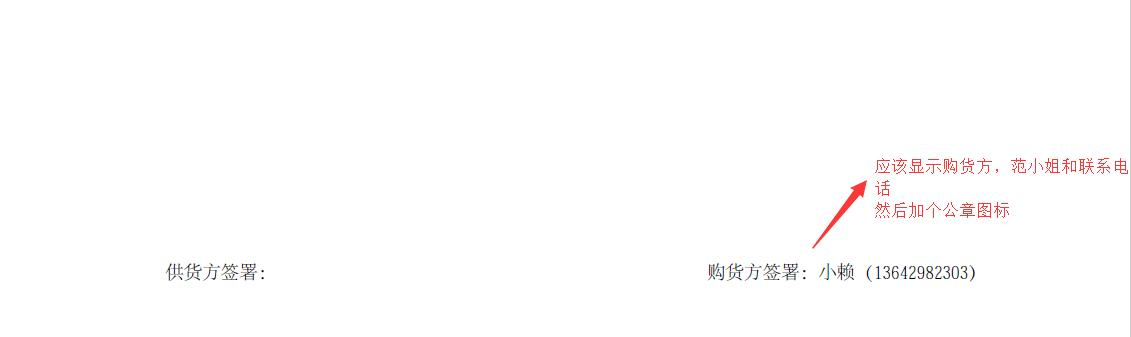 应该显示购货方，范小姐和联系电
话
然后加个公章图标
供货方签署：
购货方签署：小赖（13642982303）